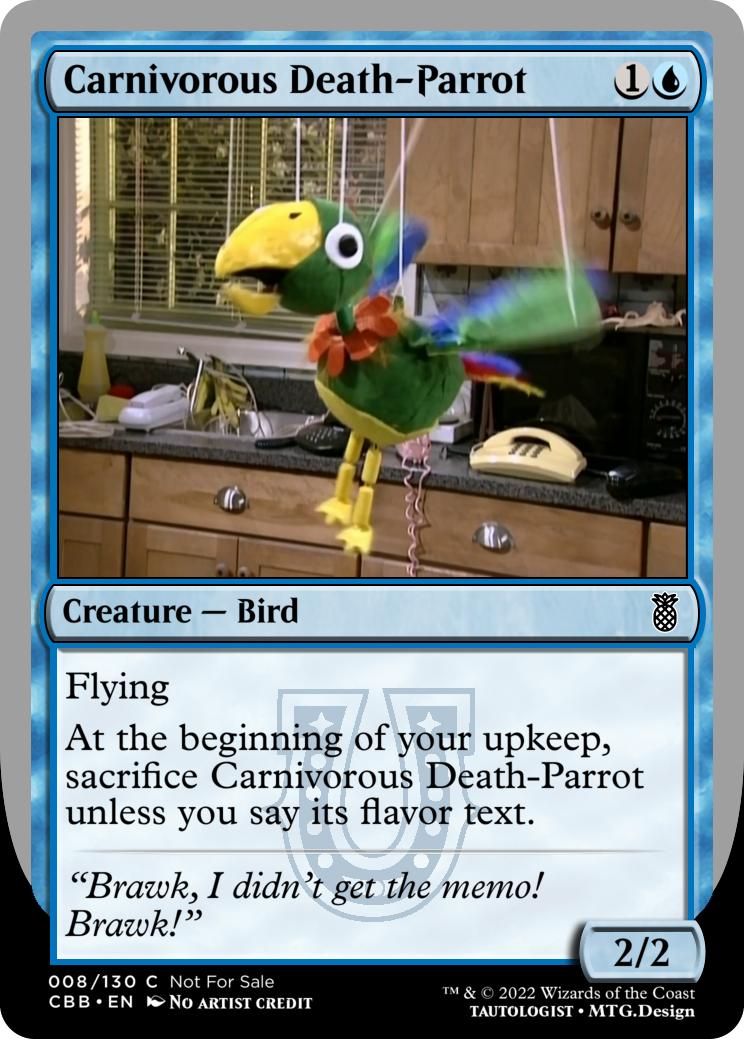 Carnivorous Death-Parrot 1
Creature — Bird
Flying
At the beginning of your upkeep,
sacrifice Carnivorous Death-Parrot
unless you say its flavor text.
“Brawk, I didn’t get the memo!
Brawk!”
2/2
008/130 C Not For Sale
CBB • EN No artist credit
™ & © 2022 Wizards of the Coast
TAUTOLOGIST • MTG.Design